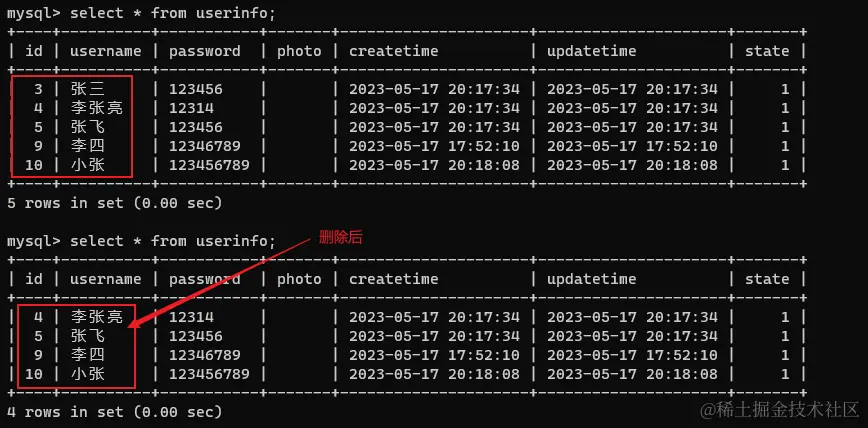 mysql> select * from userinfo;
+----+----------+-----------+-------+---------------------+---------------------+-------+
| id | username | password | photo | createtime | updatetime | state |
+----+----------+-----------+-------+---------------------+---------------------+-------+
| 3 | 张三 | 123456 | | 2023-05-17 20:17:34 | 2023-05-17 20:17:34 | 1 |
| 4 | 李张亮 | 12314 | | 2023-05-17 20:17:34 | 2023-05-17 20:17:34 | 1 |
| 5 | 张飞 | 123456 | | 2023-05-17 20:17:34 | 2023-05-17 20:17:34 | 1 |
| 9 | 李四 | 12346789 | | 2023-05-17 17:52:10 | 2023-05-17 17:52:10 | 1 |
| 10 | 小张 | 123456789 | | 2023-05-17 20:18:08 | 2023-05-17 20:18:08 | 1 |
+----+----------+-----------+-------+---------------------+---------------------+-------+
5 rows in set (0.00 sec)
mysql> select * from userinfo;
删除后
+----+----------+-----------+-------+---------------------+---------------------+-------+
| id | username | password | photo | createtime | updatetime | state |
+----+----------+-----------+-------+---------------------+---------------------+-------+
| 4 | 李张亮 | 12314 | | 2023-05-17 20:17:34 | 2023-05-17 20:17:34 | 1 |
| 5 | 张飞 | 123456 | | 2023-05-17 20:17:34 | 2023-05-17 20:17:34 | 1 |
| 9 | 李四 | 12346789 | | 2023-05-17 17:52:10 | 2023-05-17 17:52:10 | 1 |
| 10 | 小张 | 123456789 | | 2023-05-17 20:18:08 | 2023-05-17 20:18:08 | 1 |
+----+----------+-----------+-------+---------------------+---------------------+-------+
4 rows in set (0.00 sec)
@稀土掘金技术社区